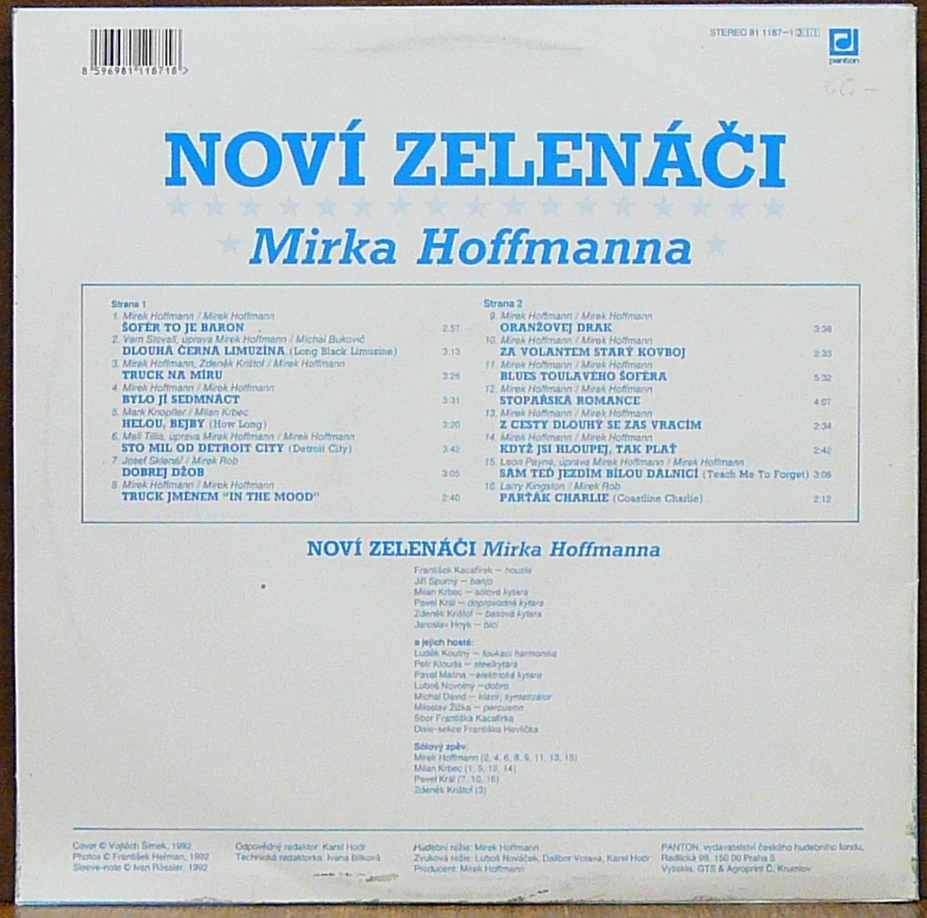 8 596981 118718 >
STEREO 81 1187-1
panton
NOVÍ ZELENÁČI
Mirka Hoffmanna
Strana 1
1. Mirek Hoffmann / Mirek Hoffmann
ŠOFÉR TO JE BARON 2:57
2. Vern Stovall, úprava Mirek Hoffmann / Michal Bukovič
DLOUHÁ ČERNÁ LIMUZÍNA (Long Black Limousine) 3:13
3. Mirek Hoffmann, Zdeněk Krištof / Mirek Hoffmann
TRUCK NA MÍRU 3:26
4. Mirek Hoffmann / Mirek Hoffmann
BYLO JÍ SEDMNÁCT 3:31
5. Mark Knopfler / Milan Krbec
HELOU, BEJBY (How Long) 3:20
6. Mell Tillis, úprava Mirek Hoffmann / Mirek Hoffmann
STO MIL OD DETROIT CITY (Detroit City) 3:42
7. Josef Sklenář / Mirek Rob
DOBREJ DŽOB 3:05
8. Mirek Hoffmann / Mirek Hoffmann
TRUCK JMÉNEM "IN THE MOOD" 2:40
Strana 2
9. Mirek Hoffmann / Mirek Hoffmann
ORANŽOVEJ DRAK 3:36
10. Mirek Hoffmann / Mirek Hoffmann
ZA VOLANTEM STARÝ KOVBOJ 2:33
11. Mirek Hoffmann / Mirek Hoffmann
BLUES TOULAVÉHO ŠOFÉRA 5:32
12. Mirek Hoffmann / Mirek Hoffmann
STOPAŘSKÁ ROMANCE 4:07
13. Mirek Hoffmann / Mirek Hoffmann
Z CESTY DLOUHÝ SE ZAS VRACÍM 2:34
14. Mirek Hoffmann / Mirek Hoffmann
KDYŽ JSI HLOUPEJ, TAK PLAŤ 2:42
15. Leon Payne, úprava Mirek Hoffmann / Mirek Hoffmann
SÁM TEĎ JEZDÍM BÍLOU DÁLNICÍ (Teach Me To Forget) 3:06
16. Larry Kingston / Mirek Rob
PARŤÁK CHARLIE (Coastline Charlie) 2:12
NOVÍ ZELENÁČI Mirka Hoffmanna
František Kacafírek – housle
Jiří Spurný – banjo
Milan Krbec – sólová kytara
Pavel Král – doprovodná kytara
Zdeněk Krištof – basová kytara
Jaroslav Hnyk – bicí
a jejich hosté:
Luděk Koutný – foukací harmonika
Petr Klouda – steelkytara
Pavel Malina – elektrická kytara
Luboš Novotný – dobro
Michal David – klavír, syntetizátor
Miloslav Žižka – percussion
Sbor Františka Kacafírka
Dixie-sekce Františka Havlíčka
Sólový zpěv:
Mirek Hoffmann (2, 4, 6, 8, 9, 11, 13, 15)
Milan Krbec (1, 5, 12, 14)
Pavel Král (7, 10, 16)
Zdeněk Krištof (3)
Cover © Vojtěch Šimek, 1992
Photos © František Heřman, 1992
Sleeve-note © Ivan Rössler, 1992
Odpovědný redaktor: Karel Hodr
Technická redaktorka: Ivana Bílková
Hudební režie: Mirek Hoffmann
Zvuková režie: Luboš Nováček, Dalibor Votava, Karel Hodr
Producent: Mirek Hoffmann
PANTON, vydavatelství českého hudebního fondu,
Radlická 99, 150 00 Praha 5
Vytiskis. GTS & Agroprint Č. Krumlov